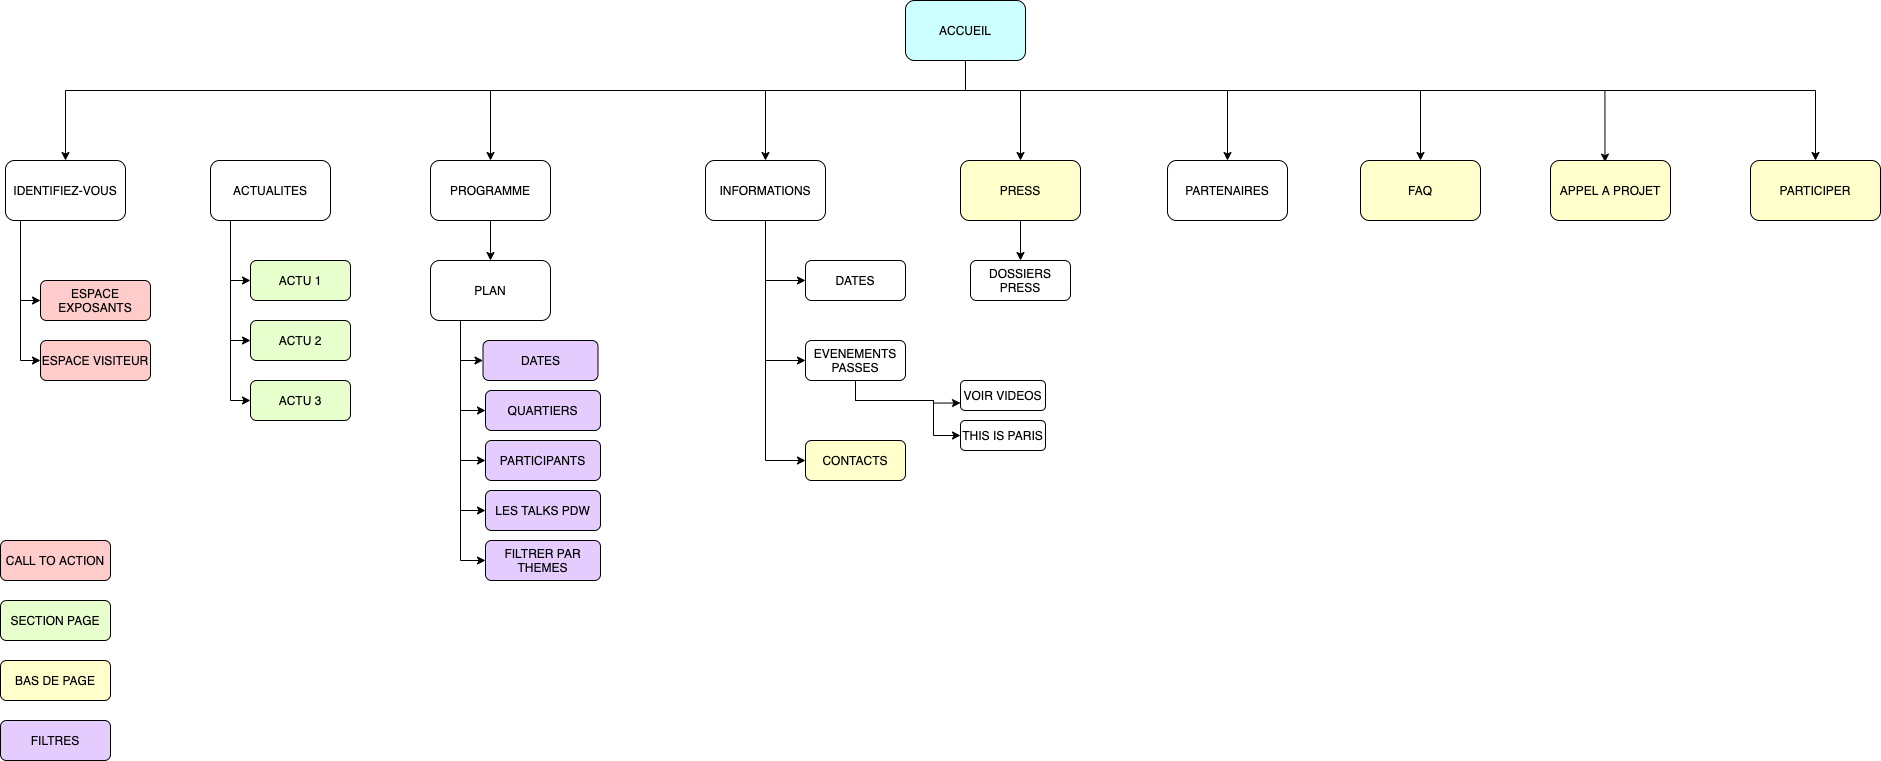 ACCUEIL
IDENTIFIEZ-VOUS
ACTUALITES
PROGRAMME
INFORMATIONS
PRESS
PARTENAIRES
FAQ
APPEL A PROJET
PARTICIPER
ESPACE
EXPOSANTS
ESPACE VISITEUR
ACTU 1
ACTU 2
ACTU 3
PLAN
DATES
QUARTIERS
PARTICIPANTS
LES TALKS PDW
FILTRER PAR
THEMES
DATES
EVENEMENTS
PASSES
VOIR VIDEOS
THIS IS PARIS
CONTACTS
DOSSIERS
PRESS
CALL TO ACTION
SECTION PAGE
BAS DE PAGE
FILTRES